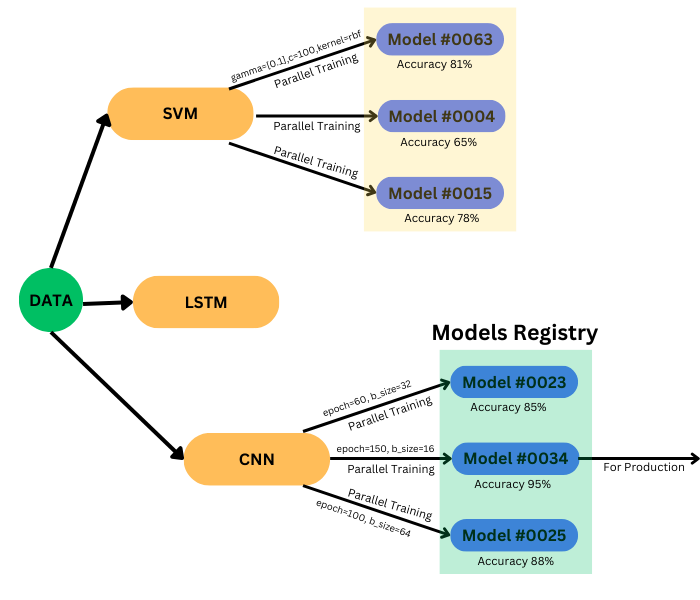 gamma=[0.1],c=100,kernel=rbf
Parallel Training
Model #0063
Accuracy 81%
SVM
Parallel Training
Model #0004
Accuracy 65%
Parallel Training
Model #0015
Accuracy 78%
DATA
LSTM
Models Registry
epoch=60, b_size=32
Parallel Training
Model #0023
Accuracy 85%
CNN
epoch=150, b_size=16
Parallel Training
Model #0034
Accuracy 95%
For Production
Parallel Training
epoch=100, b_size=64
Model #0025
Accuracy 88%